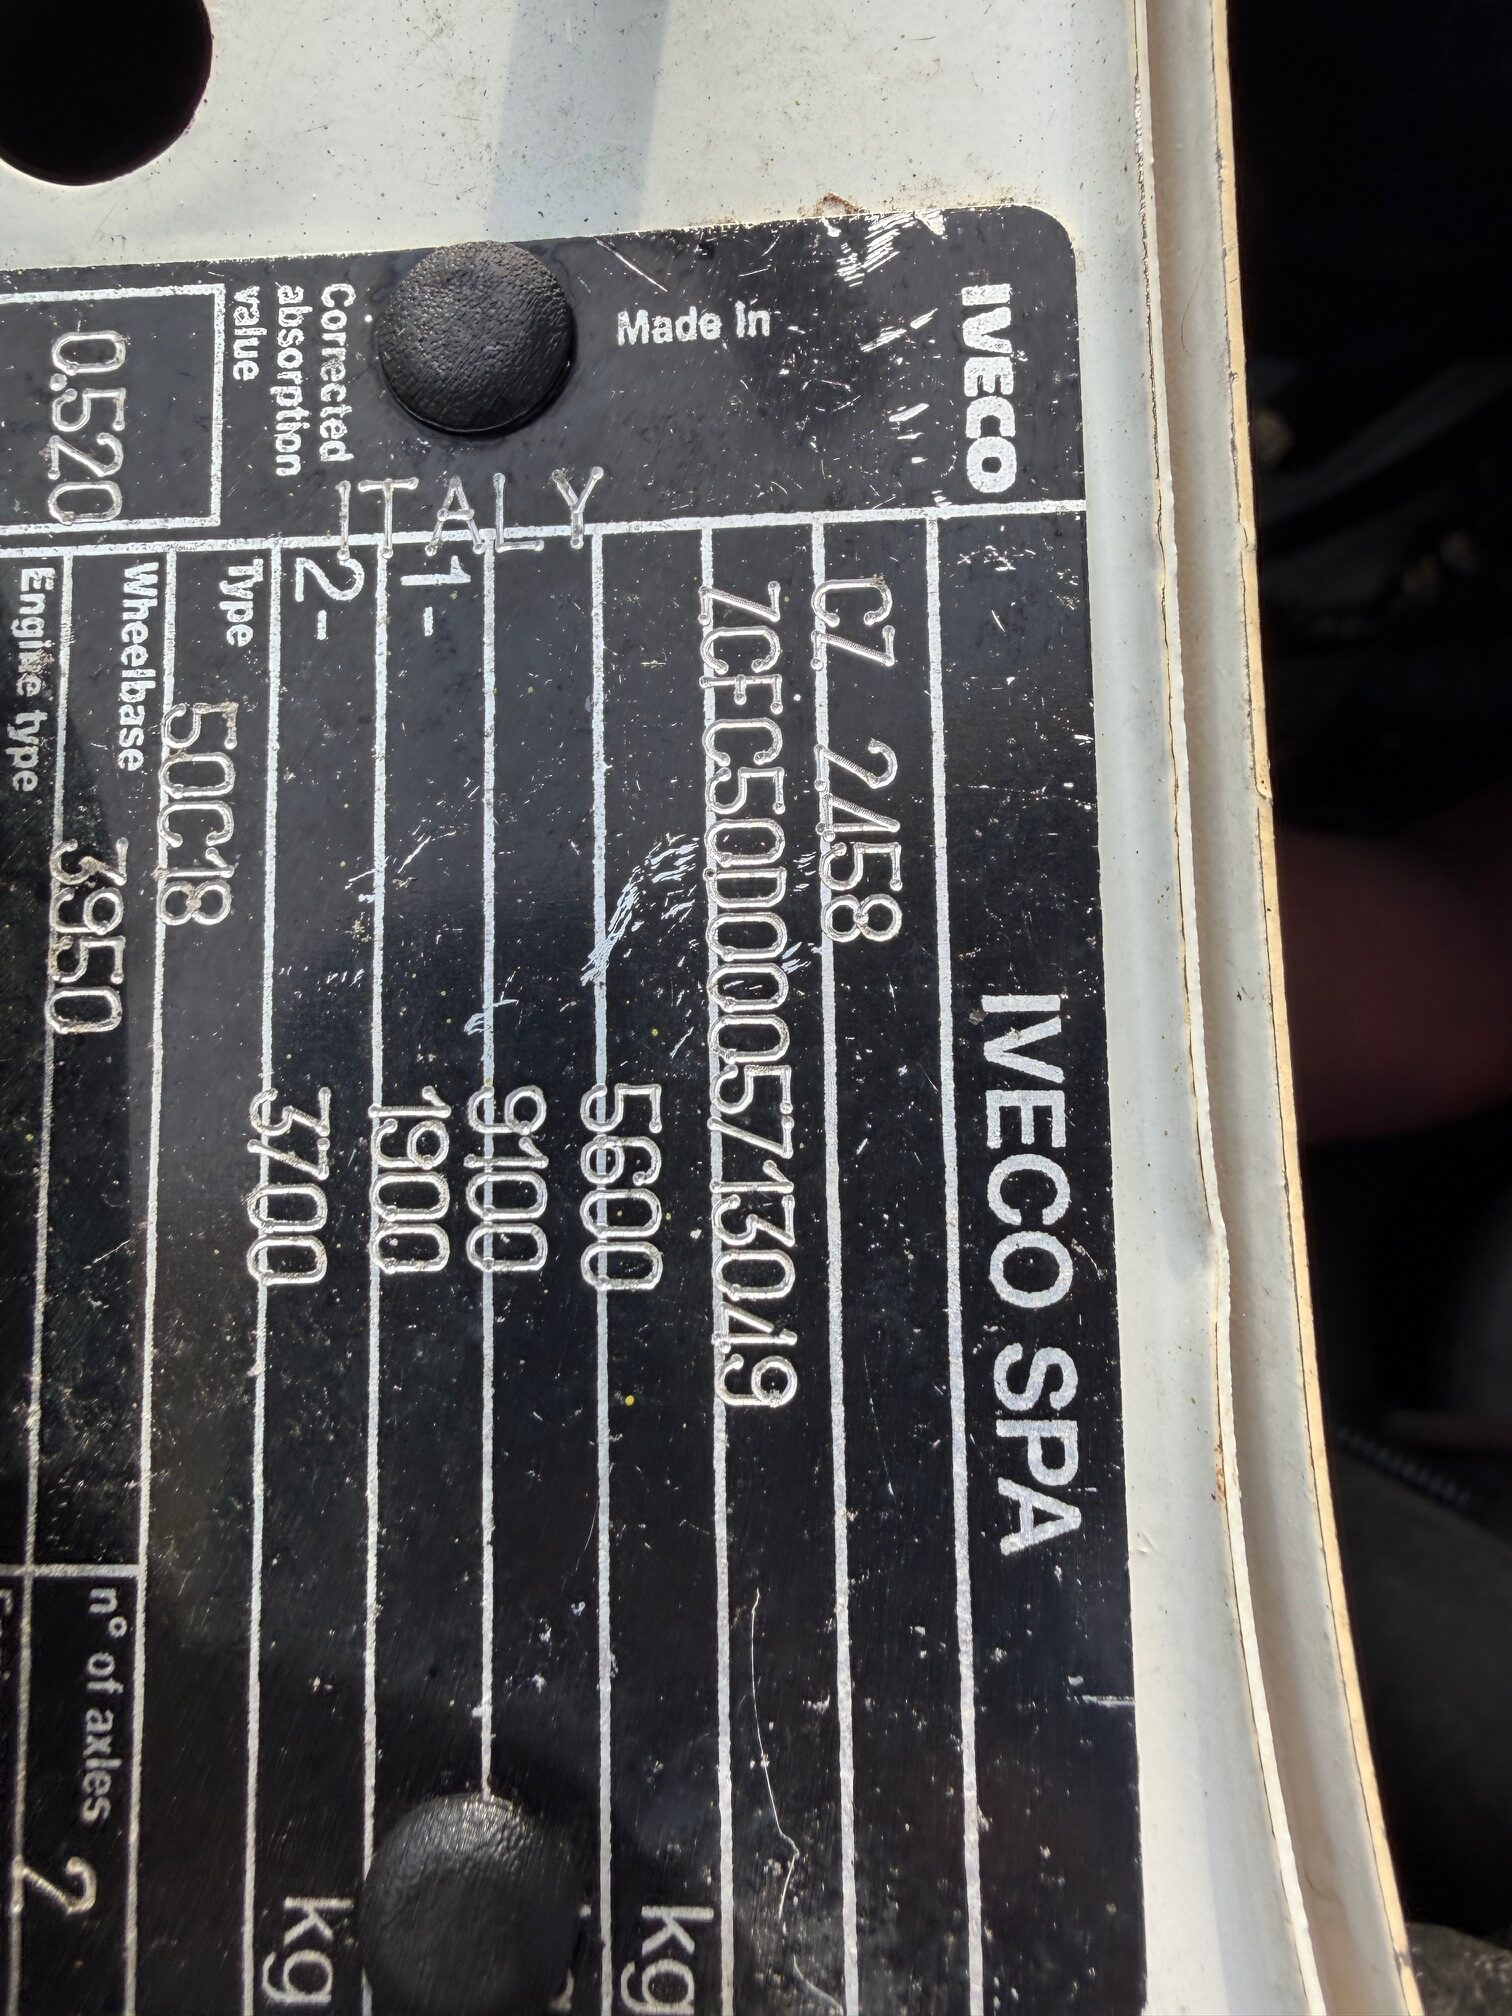 IVECO IVECO SPA
CZ 2458
ZCFC50D0005713049
Made in
5600 kg
ITALY
9100
1- 1900
2- 3700 kg
Corrected
absorption
value
0.520
Type 50C18
Wheelbase 3950
n° of axles 2
Engine type